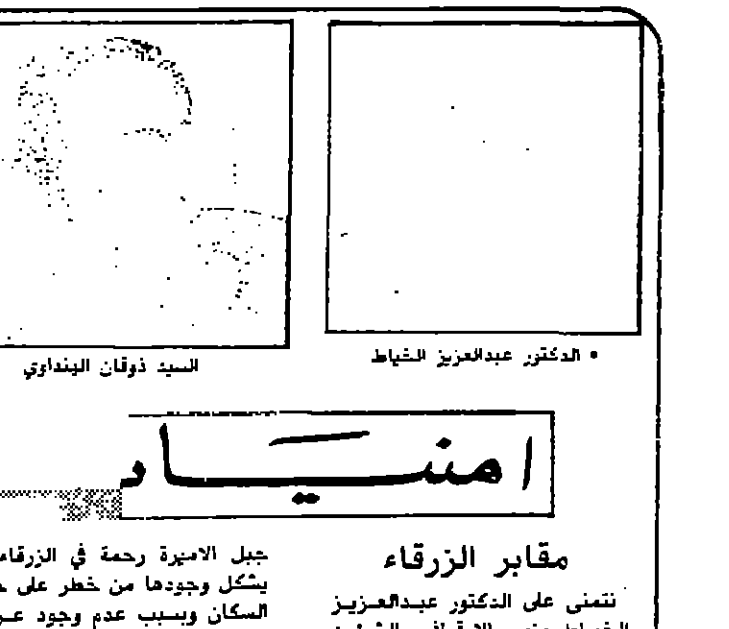 • الدكتور عبدالعزيز الخياط
السيد ذوقان الهنداوي
امنيا
مقابر الزرقاء
نتمنى على الدكتور عبدالعزيز
جبل الاميرة رحمة في الزرقاء
يشكل وجودها من خطر على
السكان وبسبب عدم وجود